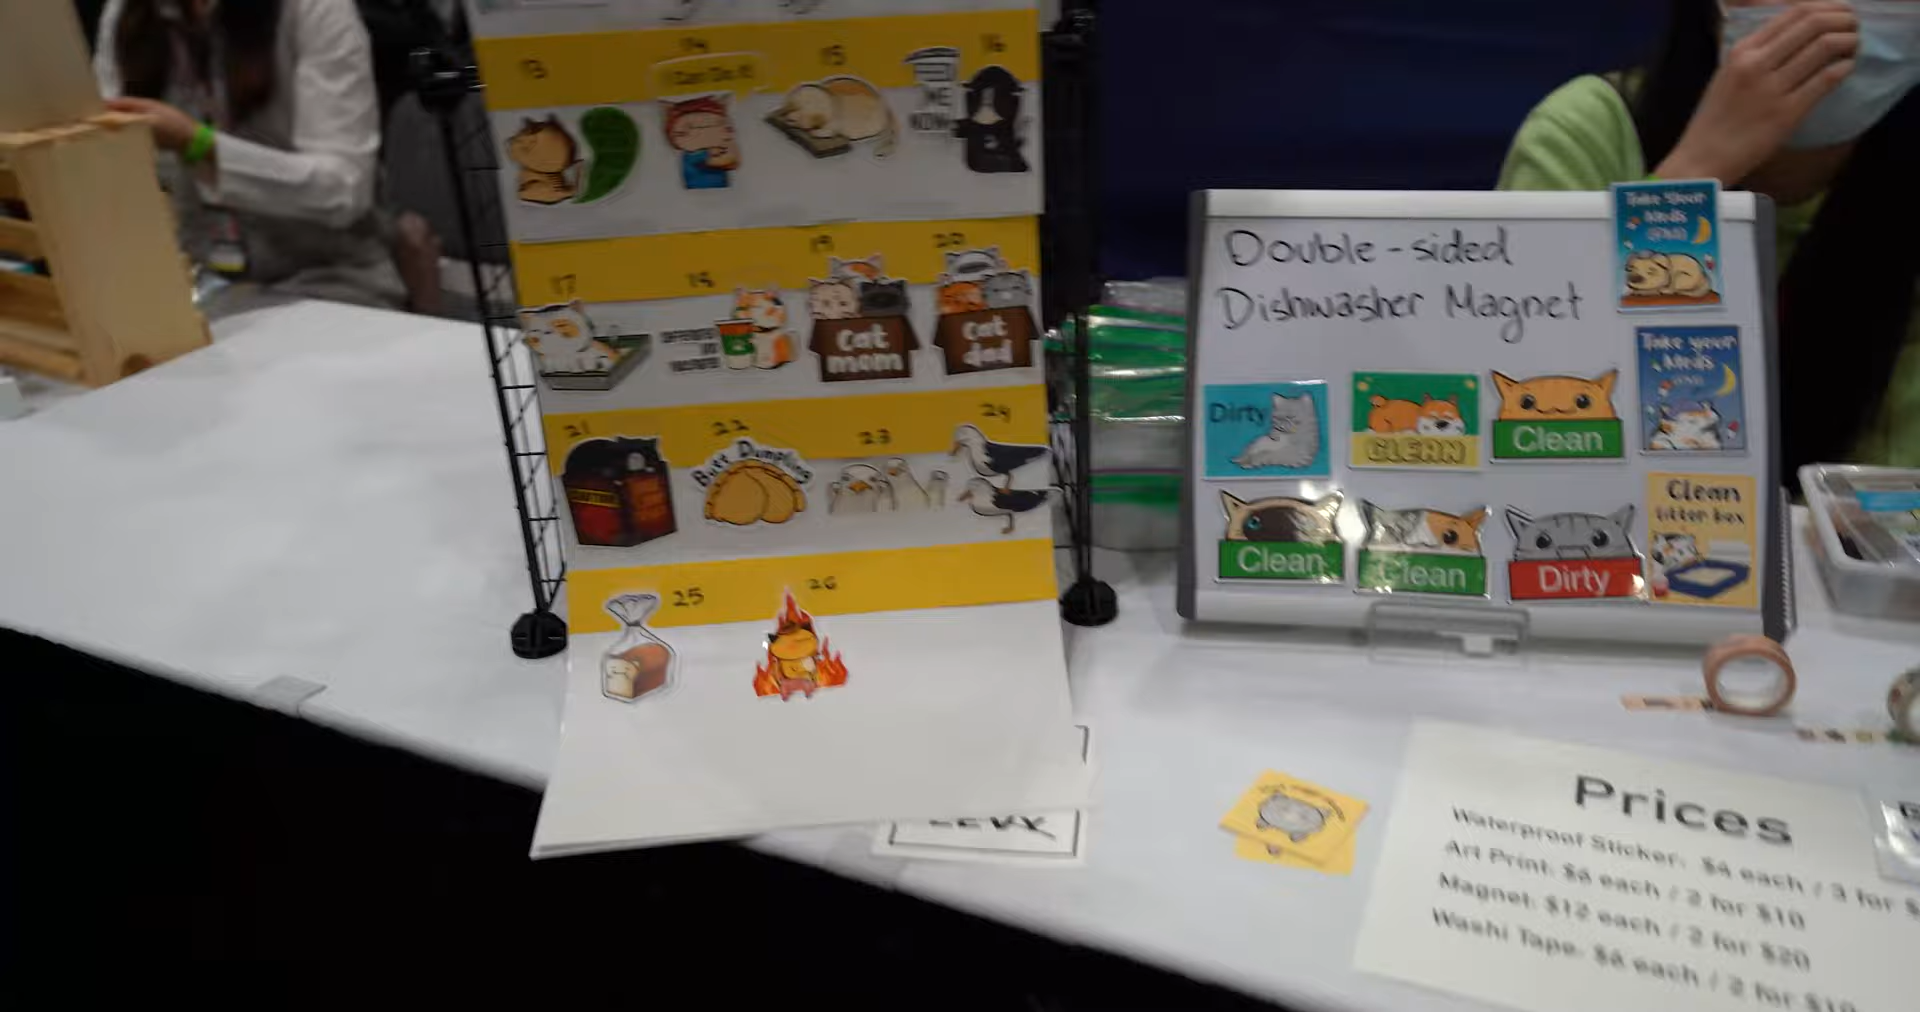 13
14
15
16
I Can Do It!
FEED
ME
NOW
17
18
19
20
Cat
mom
Cat
dad
21
22
23
24
Butt Dumpling
25
26
Double-sided
Dishwasher Magnet
Take Your
Meds
(PM)
Take your
Meds
Dirty
CLEAN
Clean
Clean
Clean
Dirty
Clean
litter box
Prices
Waterproof Sticker: $4 each / 3 for $
Art Print: $6 each / 2 for $10
Magnet: $12 each / 2 for $20
Washi Tape: $6 each / 2 for $10